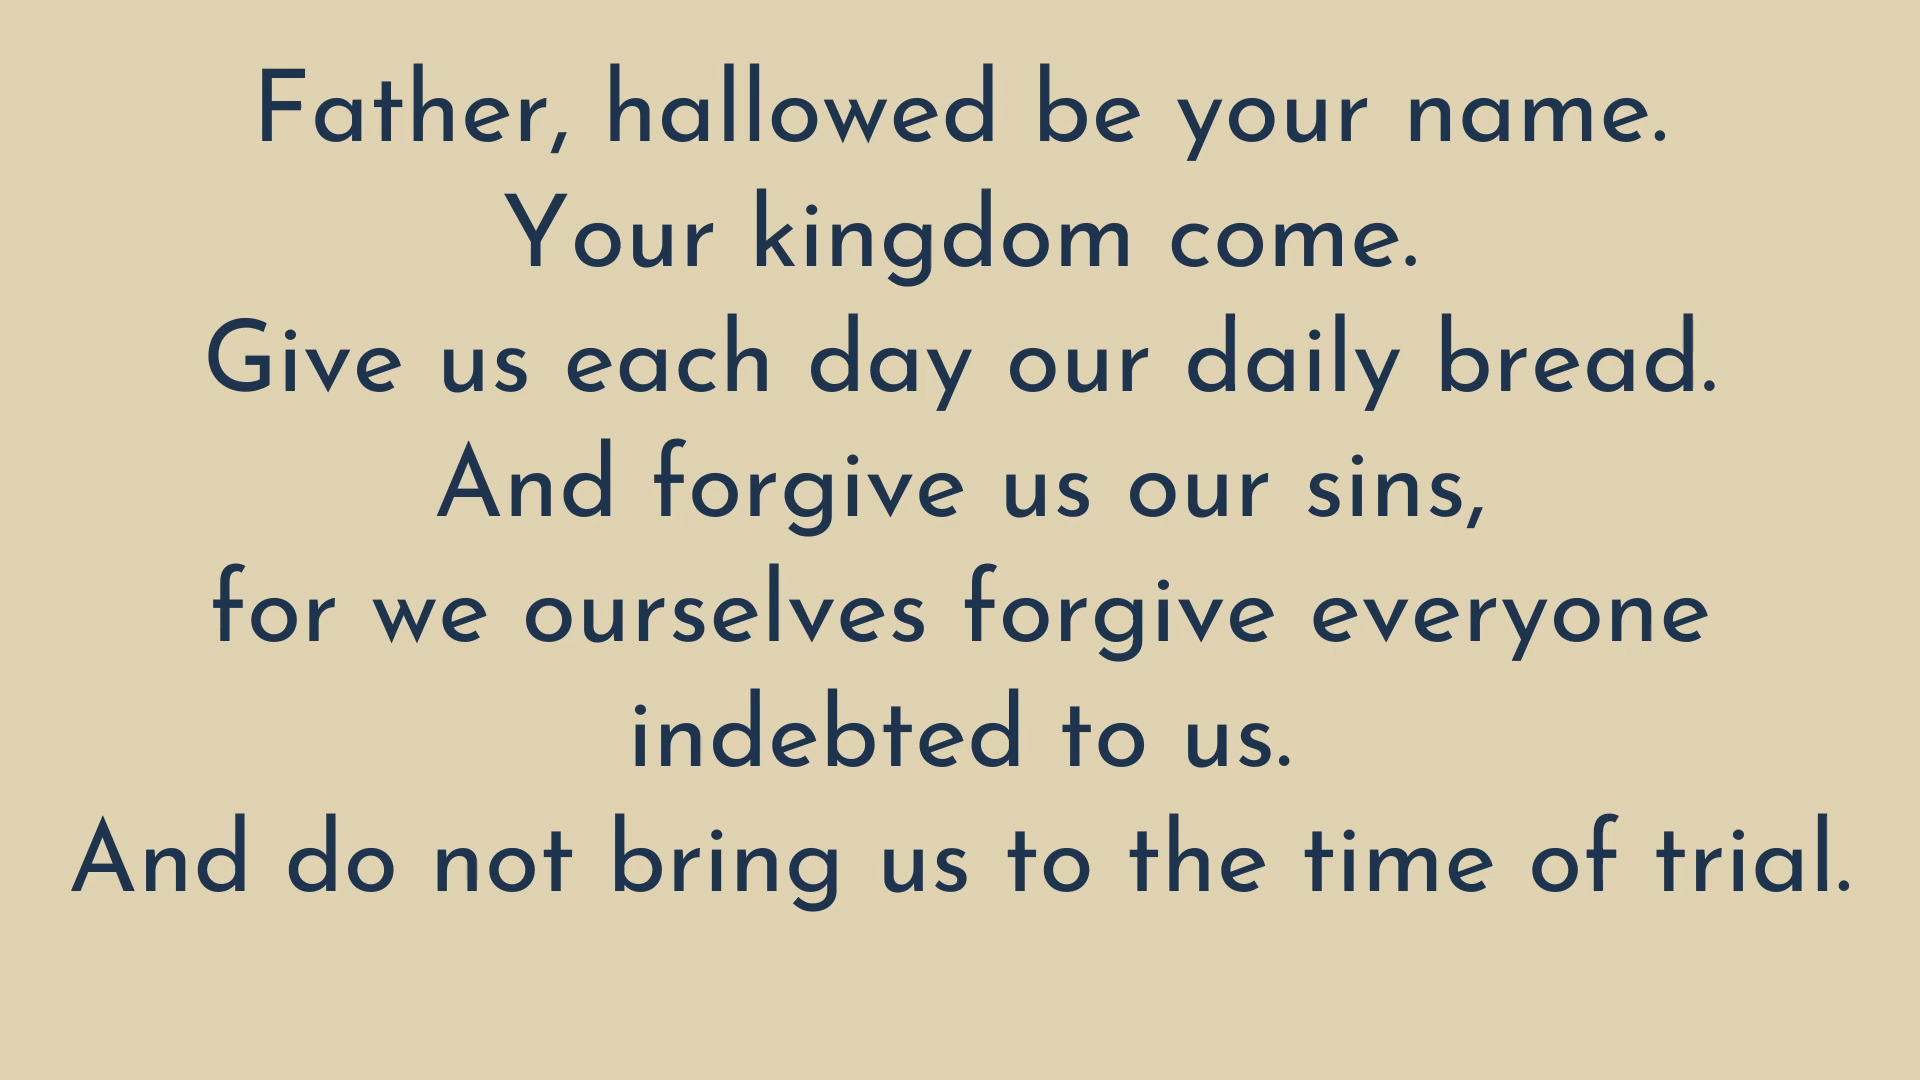 Father, hallowed be your name.
Your kingdom come.
Give us each day our daily bread.
And forgive us our sins,
for we ourselves forgive everyone
indebted to us.
And do not bring us to the time of trial.